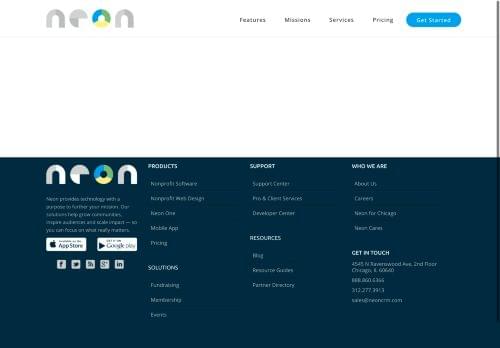 neon
Features
Missions
Services
Pricing
Get Started
neon
Neon provides technology with a
purpose to further your mission. Our
solutions help grow communities,
inspire audiences and scale impact — so
you can focus on what really matters.
Available on the
App Store
GET IT ON
Google play
PRODUCTS
Nonprofit Software
Nonprofit Web Design
Neon One
Mobile App
Pricing
SOLUTIONS
Fundraising
Membership
Events
SUPPORT
Support Center
Pro & Client Services
Developer Center
RESOURCES
Blog
Resource Guides
Partner Directory
WHO WE ARE
About Us
Careers
Neon for Chicago
Neon Cares
GET IN TOUCH
4545 N Ravenswood Ave, 2nd Floor
Chicago, IL 60640
888.860.6366
312.277.3913
sales@neoncrm.com